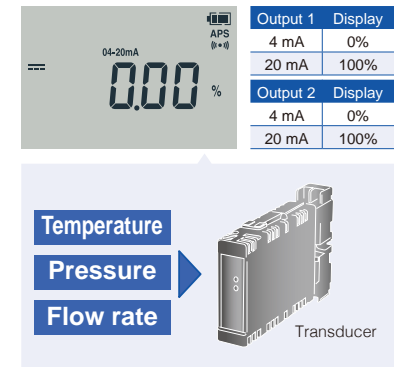 APS
04-20mA
0.00 %
Output 1 Display
4 mA 0%
20 mA 100%
Output 2 Display
4 mA 0%
20 mA 100%
Temperature
Pressure
Flow rate
Transducer